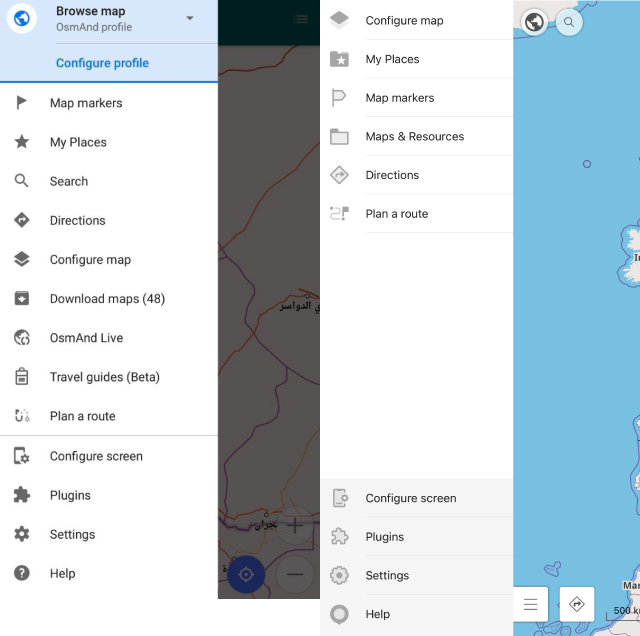 Browse map
OsmAnd profile
Configure profile
Map markers
My Places
Search
Directions
Configure map
Download maps (48)
OsmAnd Live
Travel guides (Beta)
Plan a route
Configure screen
Plugins
Settings
Help
ي الدواسر
نجران
Configure map
My Places
Map markers
Maps & Resources
Directions
Plan a route
Configure screen
Plugins
Settings
Help
500 k